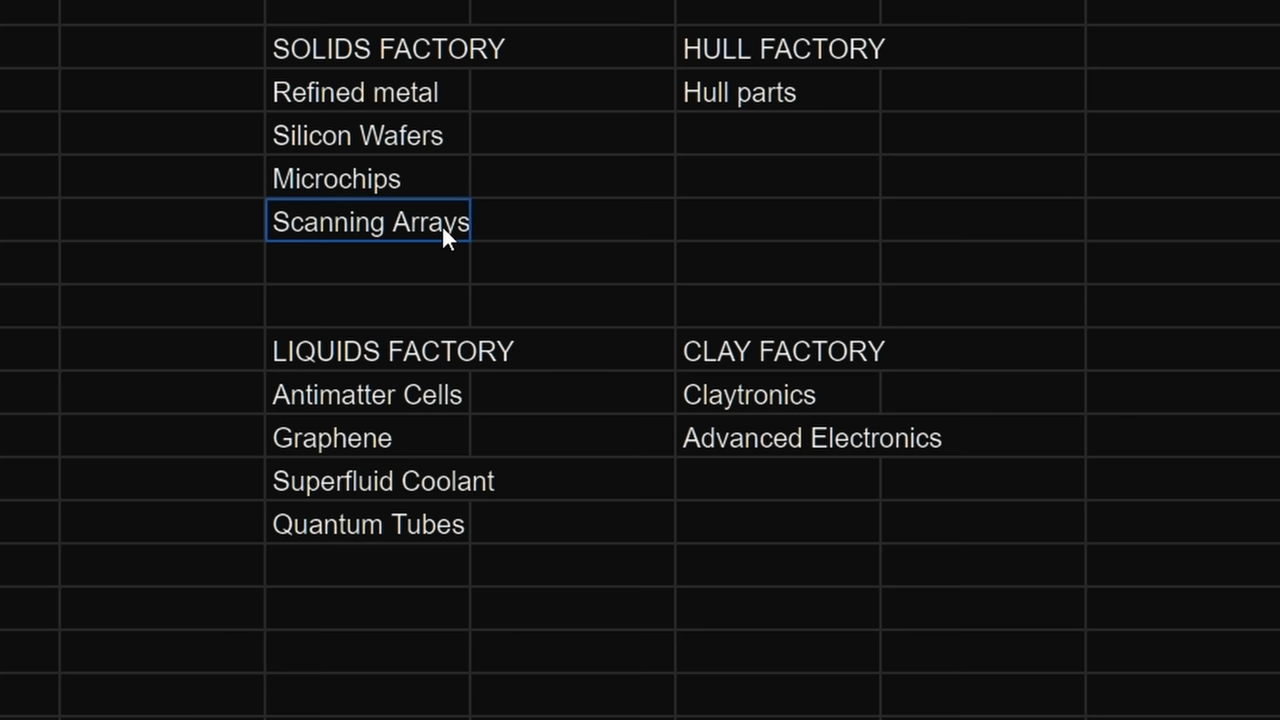 SOLIDS FACTORY
Refined metal
Silicon Wafers
Microchips
Scanning Arrays
HULL FACTORY
Hull parts
LIQUIDS FACTORY
Antimatter Cells
Graphene
Superfluid Coolant
Quantum Tubes
CLAY FACTORY
Claytronics
Advanced Electronics